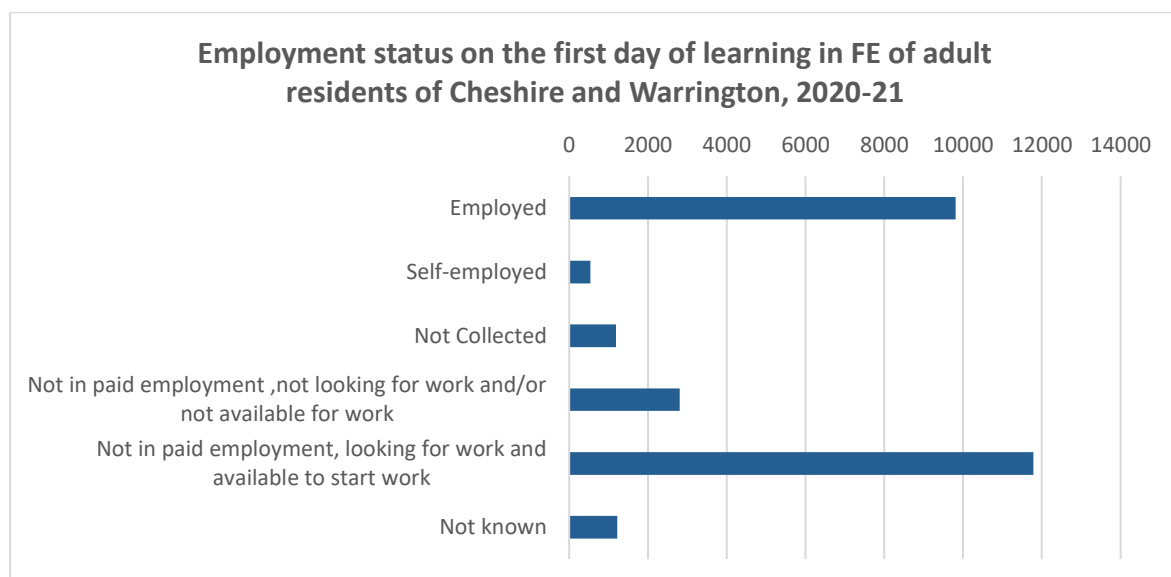 Employment status on the first day of learning in FE of adult
residents of Cheshire and Warrington, 2020-21
0 2000 4000 6000 8000 10000 12000 14000
Employed
Self-employed
Not Collected
Not in paid employment ,not looking for work and/or
not available for work
Not in paid employment, looking for work and
available to start work
Not known